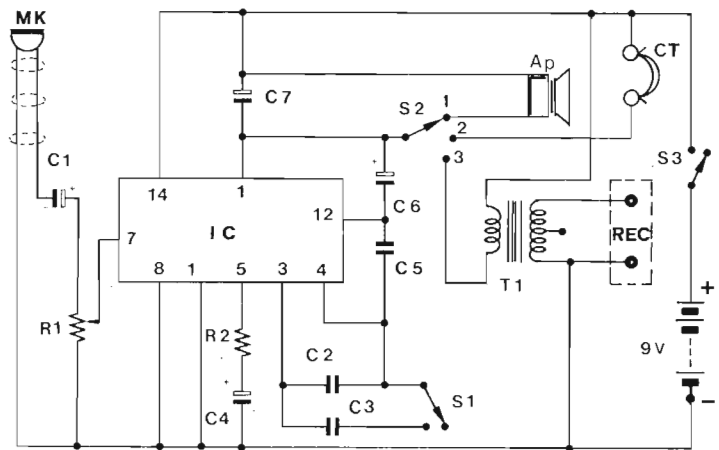 MK
C1
R1
C7
14
1
7
IC
12
8
1
5
3
4
R2
C4
C2
C3
S1
C6
C5
S2
1
2
3
Ap
CT
T1
REC
S3
+
9V
−
+
+
+